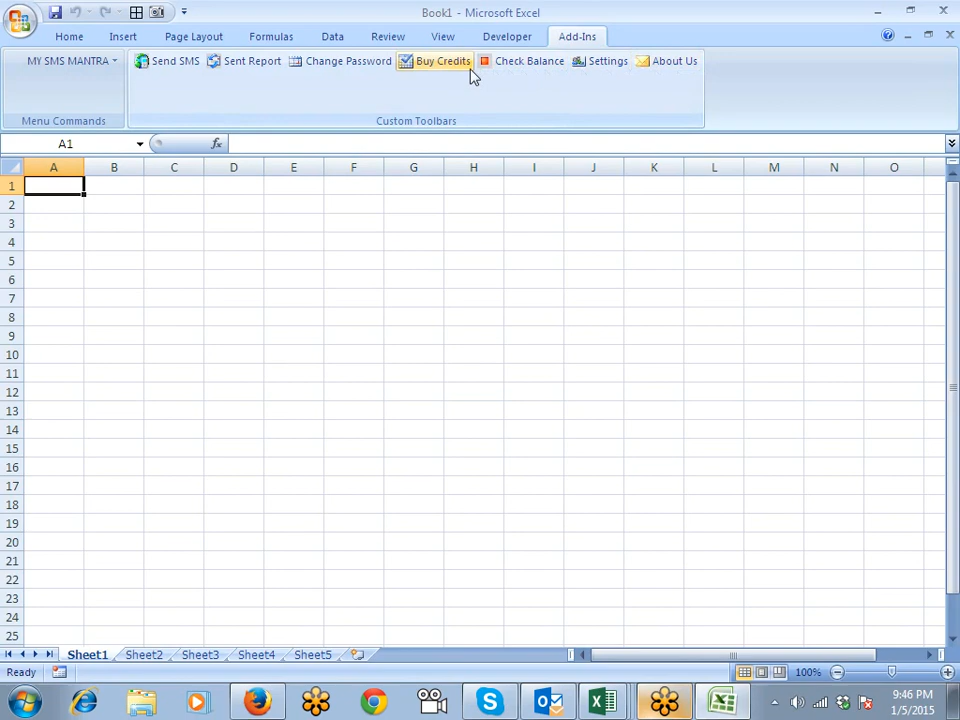 Book1 - Microsoft Excel
Home Insert Page Layout Formulas Data Review View Developer Add-Ins
MY SMS MANTRA Send SMS Sent Report Change Password Buy Credits Check Balance Settings About Us
Menu Commands Custom Toolbars
A1 fx
A B C D E F G H I J K L M N O
1
2
3
4
5
6
7
8
9
10
11
12
13
14
15
16
17
18
19
20
21
22
23
24
25
Sheet1 Sheet2 Sheet3 Sheet4 Sheet5
Ready 100%
9:46 PM
1/5/2015